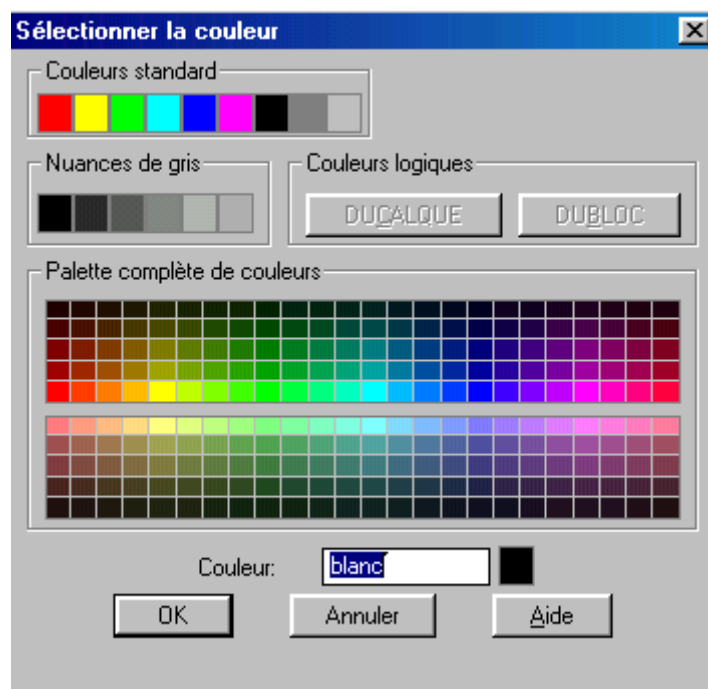 Sélectionner la couleur
Couleurs standard
Nuances de gris
Couleurs logiques
DUCALQUE
DUBLOC
Palette complète de couleurs
Couleur:
blanc
OK
Annuler
Aide